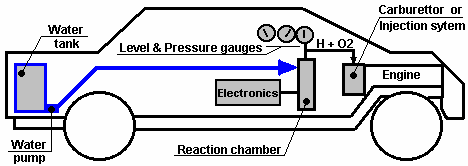 Water
tank
Level & Pressure gauges
H + O2
Carburettor or
Injection sytem
Engine
Electronics
Water
pump
Reaction chamber